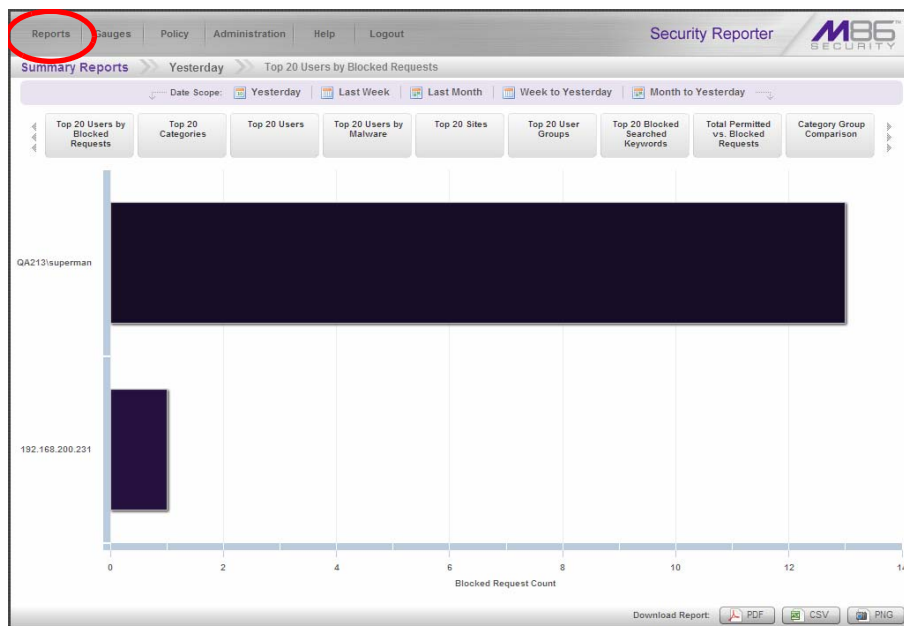 Reports Gauges Policy Administration Help Logout Security Reporter M86 SECURITY
Summary Reports Yesterday Top 20 Users by Blocked Requests
Date Scope: Yesterday Last Week Last Month Week to Yesterday Month to Yesterday
Top 20 Users by Blocked Requests
Top 20 Categories
Top 20 Users
Top 20 Users by Malware
Top 20 Sites
Top 20 User Groups
Top 20 Blocked Searched Keywords
Total Permitted vs. Blocked Requests
Category Group Comparison
QA213\superman
192.168.200.231
0 2 4 6 8 10 12 14
Blocked Request Count
Download Report: PDF CSV PNG